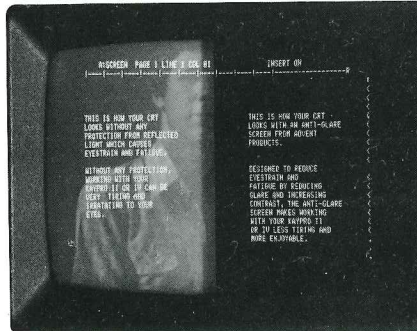 A:SCREEN PAGE 1 LINE 1 COL 01 INSERT ON
THIS IS HOW YOUR CRT
LOOKS WITHOUT ANY
PROTECTION FROM REFLECTED
LIGHT WHICH CAUSES
EYESTRAIN AND FATIGUE.
WITHOUT ANY PROTECTION,
WORKING WITH YOUR
KAYPRO II OR IV CAN BE
VERY TIRING AND
IRRATATING TO YOUR
EYES.
THIS IS HOW YOUR CRT
LOOKS WITH AN ANTI-GLARE
SCREEN FROM ADVENT
PRODUCTS.
DESIGNED TO REDUCE
EYESTRAIN AND
FATIGUE BY REDUCING
GLARE AND INCREASING
CONTRAST, THE ANTI-GLARE
SCREEN MAKES WORKING
WITH YOUR KAYPRO II
OR IV LESS TIRING AND
MORE ENJOYABLE.